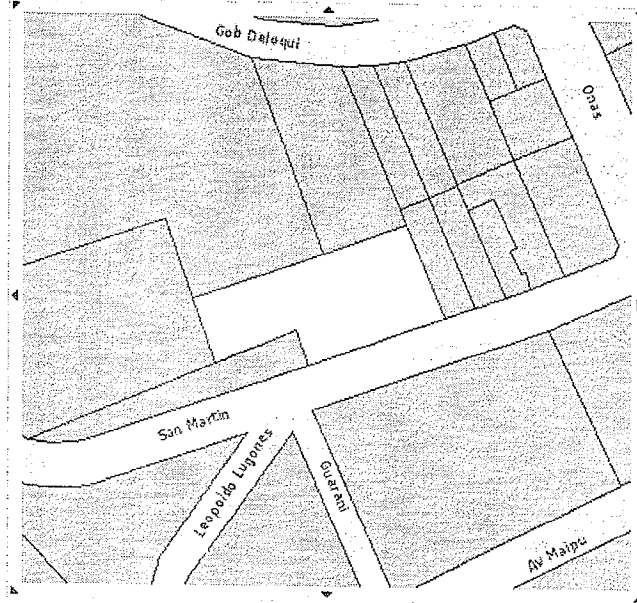 Gob Deloqui
Onas
San Martin
Leopoldo Lugones
Guarani
Av Maipu